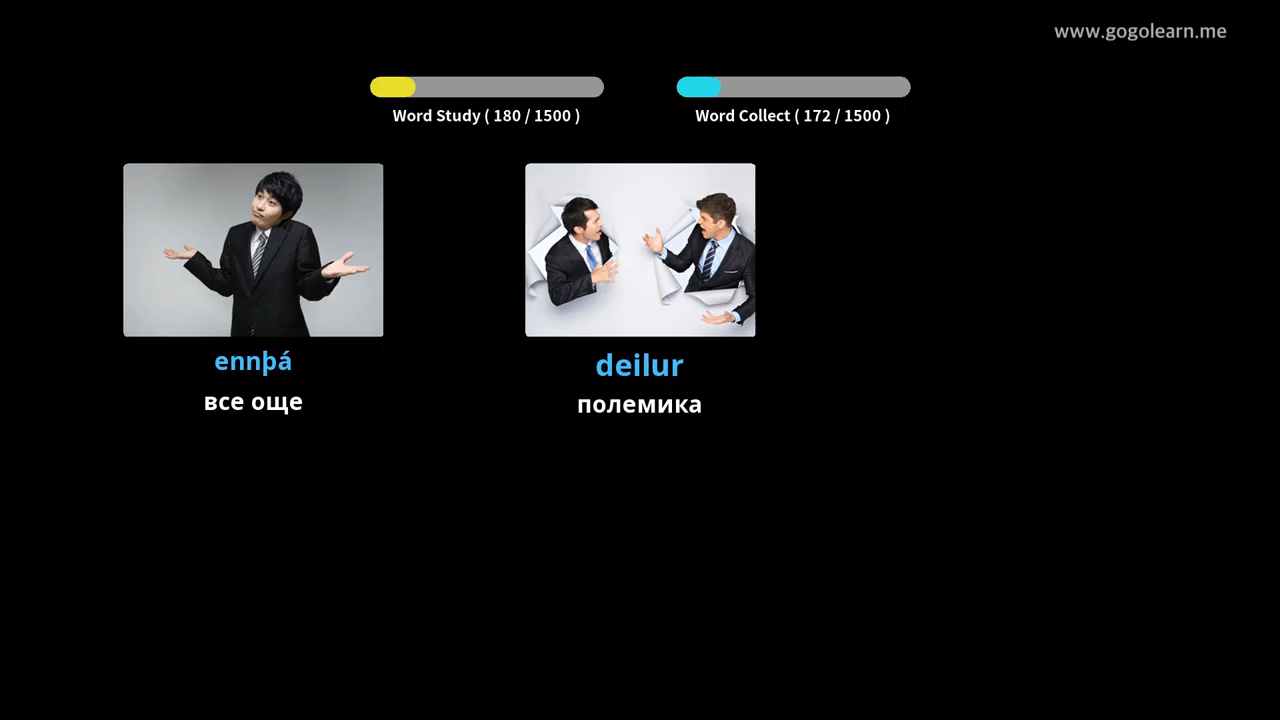 www.gogolearn.me
Word Study ( 180 / 1500 )
Word Collect ( 172 / 1500 )
ennþá
все още
deilur
полемика